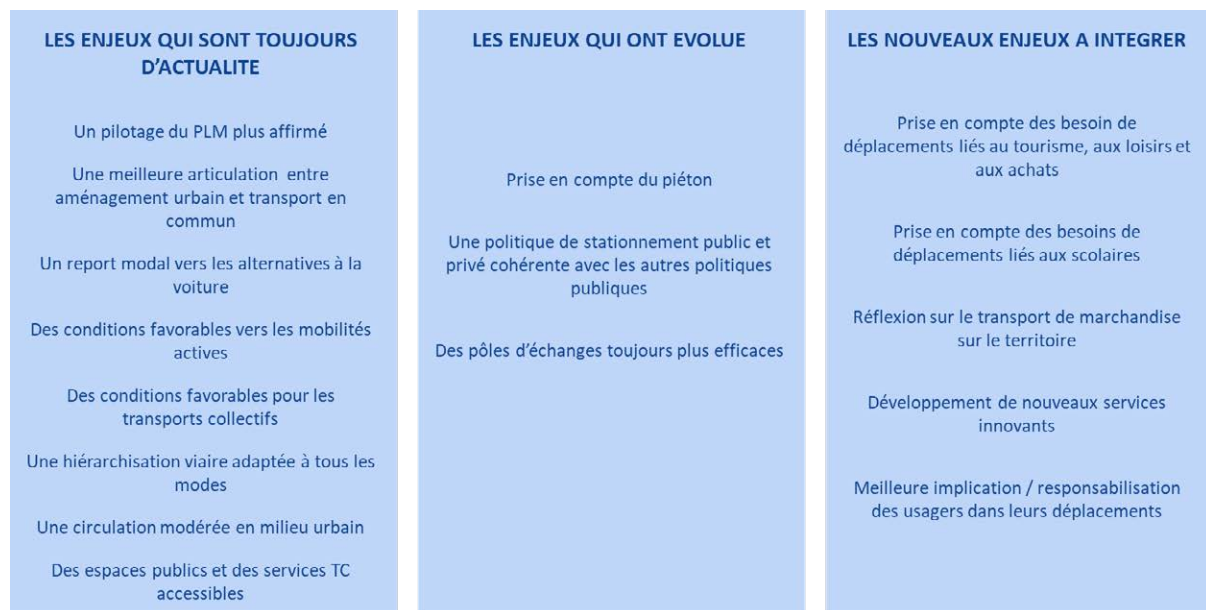 LES ENJEUX QUI SONT TOUJOURS
D'ACTUALITE
Un pilotage du PLM plus affirmé
Une meilleure articulation entre
aménagement urbain et transport en
commun
Un report modal vers les alternatives à la
voiture
Des conditions favorables vers les mobilités
actives
Des conditions favorables pour les
transports collectifs
Une hiérarchisation viaire adaptée à tous les
modes
Une circulation modérée en milieu urbain
Des espaces publics et des services TC
accessibles
LES ENJEUX QUI ONT EVOLUE
Prise en compte du piéton
Une politique de stationnement public et
privé cohérente avec les autres politiques
publiques
Des pôles d'échanges toujours plus efficaces
LES NOUVEAUX ENJEUX A INTEGRER
Prise en compte des besoin de
déplacements liés au tourisme, aux loisirs et
aux achats
Prise en compte des besoins de
déplacements liés aux scolaires
Réflexion sur le transport de marchandise
sur le territoire
Développement de nouveaux services
innovants
Meilleure implication / responsabilisation
des usagers dans leurs déplacements